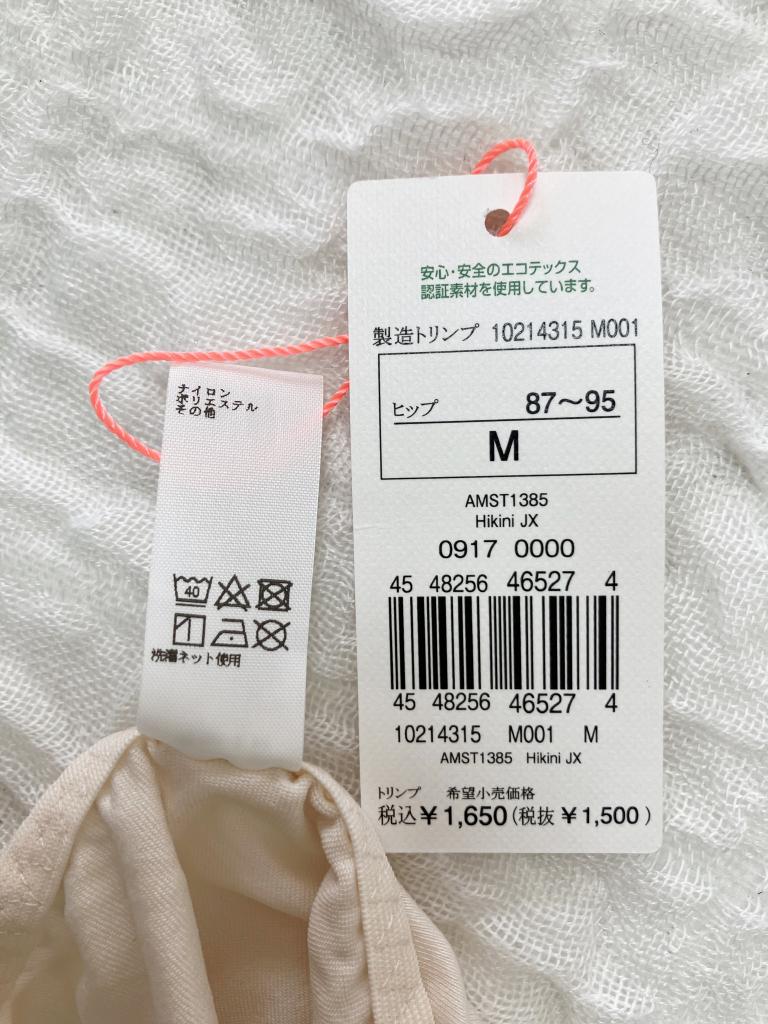 安心・安全のエコテックス
認証素材を使用しています。
製造トリンプ 10214315 M001
ヒップ 87〜95
M
AMST1385
Hikini JX
0917 0000
45 48256 46527 4
45 48256 46527 4
10214315 M001 M
AMST1385 Hikini JX
トリンプ 希望小売価格
税込¥1,650(税抜¥1,500)
ナイロン
ポリエステル
その他
40
洗濯ネット使用